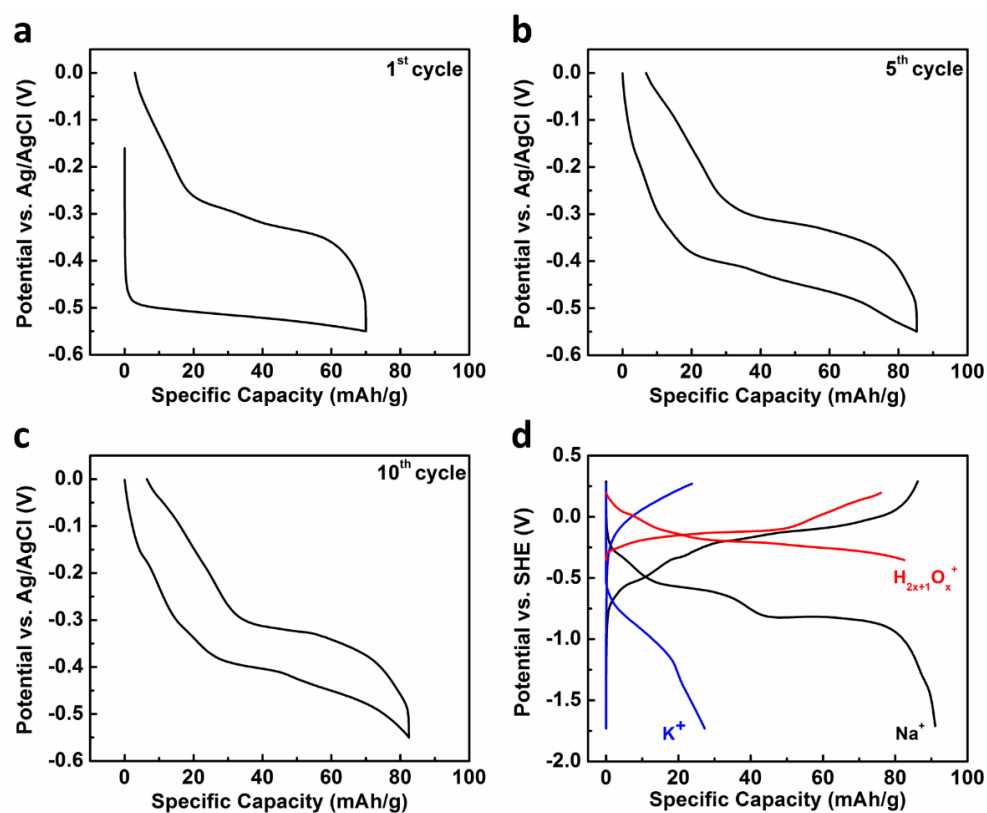 a
1st cycle
0.0
-0.1
-0.2
-0.3
-0.4
-0.5
-0.6
0 20 40 60 80 100
Potential vs. Ag/AgCl (V)
Specific Capacity (mAh/g)
b
5th cycle
0.0
-0.1
-0.2
-0.3
-0.4
-0.5
-0.6
0 20 40 60 80 100
Potential vs. Ag/AgCl (V)
Specific Capacity (mAh/g)
c
10th cycle
0.0
-0.1
-0.2
-0.3
-0.4
-0.5
-0.6
0 20 40 60 80 100
Potential vs. Ag/AgCl (V)
Specific Capacity (mAh/g)
d
0.5
0.0
-0.5
-1.0
-1.5
-2.0
0 20 40 60 80 100
Potential vs. SHE (V)
H2x+1Ox+
K+
Na+
Specific Capacity (mAh/g)